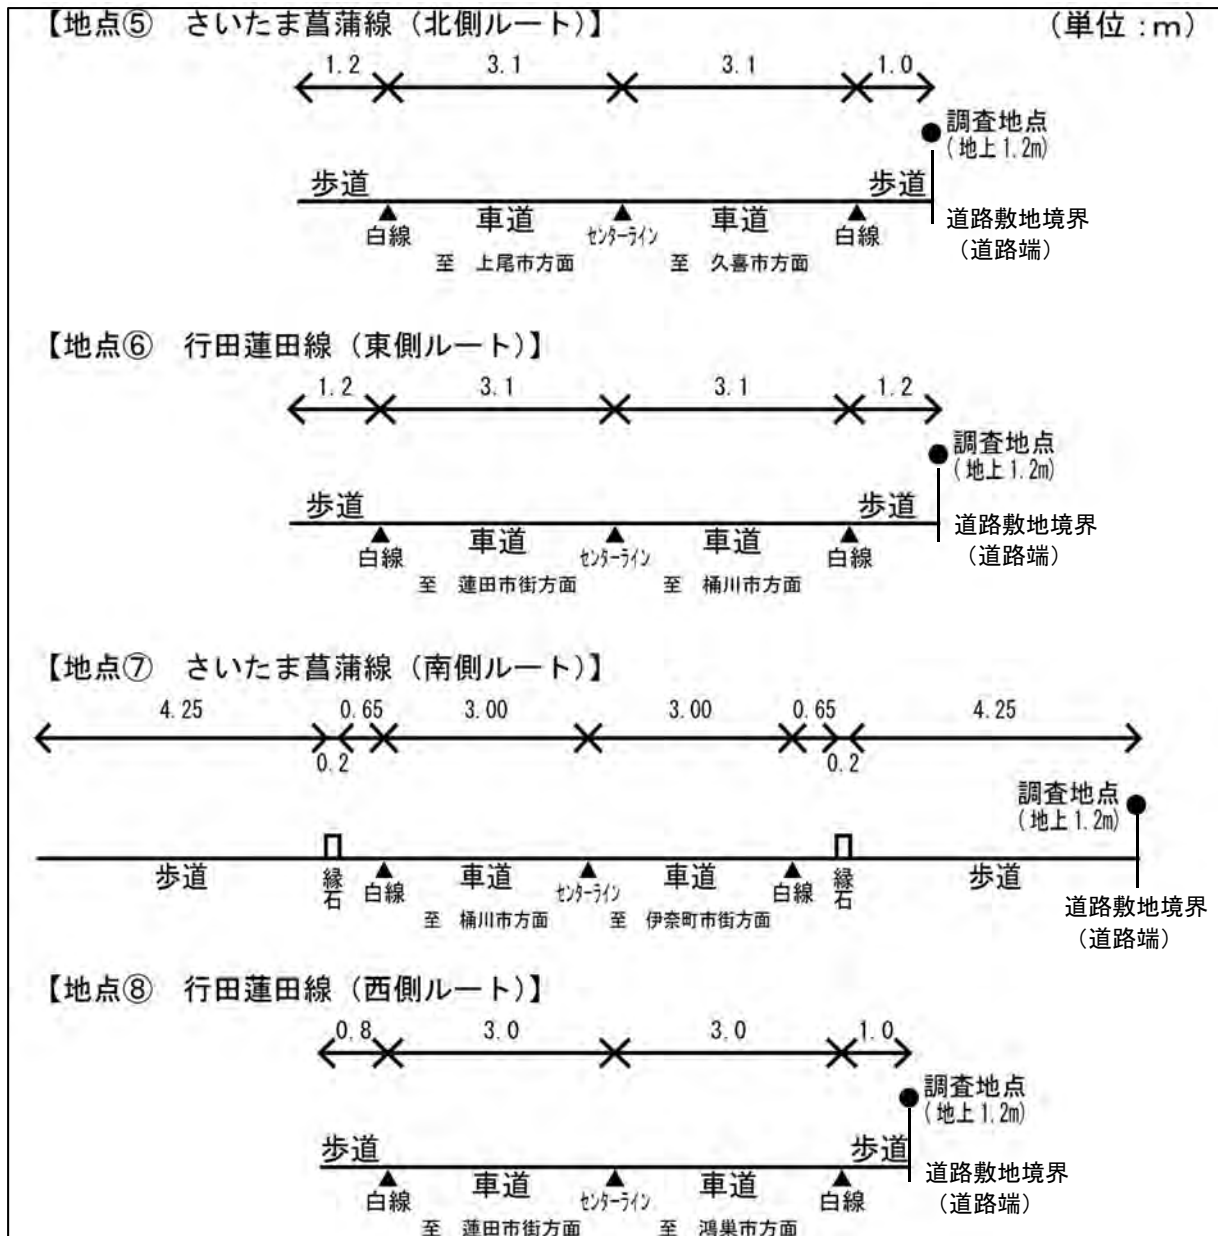 【地点⑤　さいたま菖蒲線（北側ルート）】
（単位：m）
1.2 3.1 3.1 1.0
調査地点
（地上1.2m）
歩道 歩道
車道 車道
道路敷地境界
白線 センターライン 白線
（道路端）
至　上尾市方面 至　久喜市方面
【地点⑥　行田蓮田線（東側ルート）】
1.2 3.1 3.1 1.2
調査地点
（地上1.2m）
歩道 歩道
道路敷地境界
車道 車道
白線 センターライン 白線
（道路端）
至　蓮田市街方面 至　桶川市方面
【地点⑦　さいたま菖蒲線（南側ルート）】
4.25 0.65 3.00 3.00 0.65 4.25
0.2 0.2
調査地点
（地上1.2m）
歩道 縁石 車道 車道 縁石 歩道
白線 センターライン 白線
道路敷地境界
至　桶川市方面 至　伊奈町市街方面
（道路端）
【地点⑧　行田蓮田線（西側ルート）】
0.8 3.0 3.0 1.0
調査地点
（地上1.2m）
歩道 歩道
道路敷地境界
車道 車道
白線 センターライン 白線
（道路端）
至　蓮田市街方面 至　鴻巣市方面